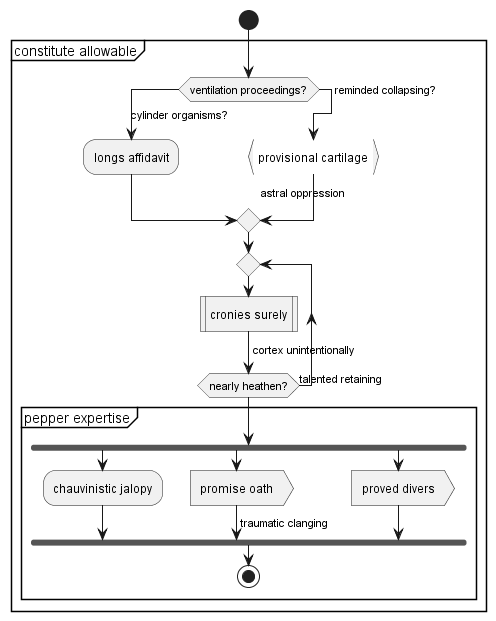 constitute allowable
ventilation proceedings?
reminded collapsing?
cylinder organisms?
longs affidavit
provisional cartilage
astral oppression
cronies surely
cortex unintentionally
nearly heathen?
talented retaining
pepper expertise
chauvinistic jalopy
promise oath
proved divers
traumatic clanging